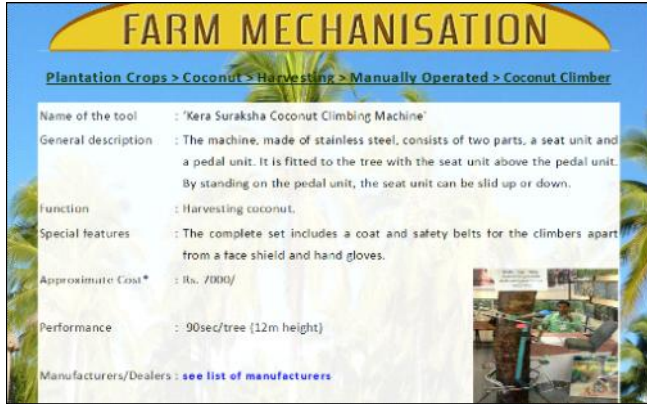 FARM MECHANISATION
Plantation Crops > Coconut > Harvesting > Manually Operated > Coconut Climber
Name of the tool : 'Kera Suraksha Coconut Climbing Machine'
General description : The machine, made of stainless steel, consists of two parts, a seat unit and
a pedal unit. It is fitted to the tree with the seat unit above the pedal unit.
By standing on the pedal unit, the seat unit can be slid up or down.
Function : Harvesting coconut.
Special features : The complete set includes a coat and safety belts for the climbers apart
from a face shield and hand gloves.
Approximate Cost* : Rs. 7000/
Performance : 90sec/tree (12m height)
Manufacturers/Dealers : see list of manufacturers